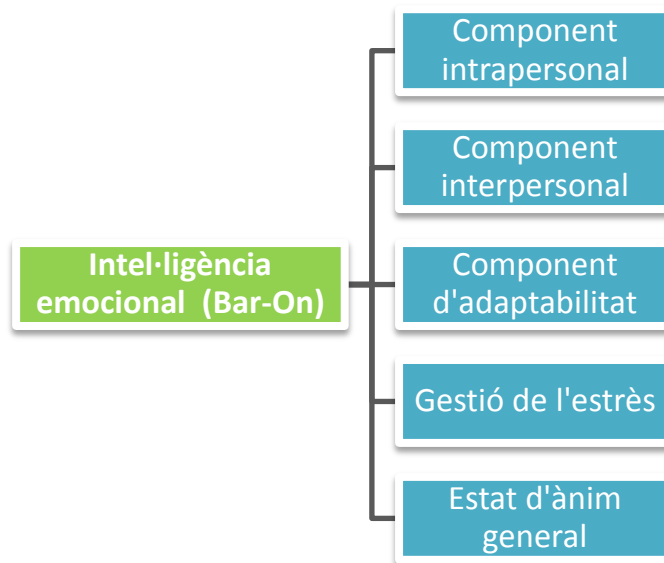 Component
intrapersonal
Component
interpersonal
Intel·ligència
emocional  (Bar-On)
Component
d'adaptabilitat
Gestió de l'estrès
Estat d'ànim
general